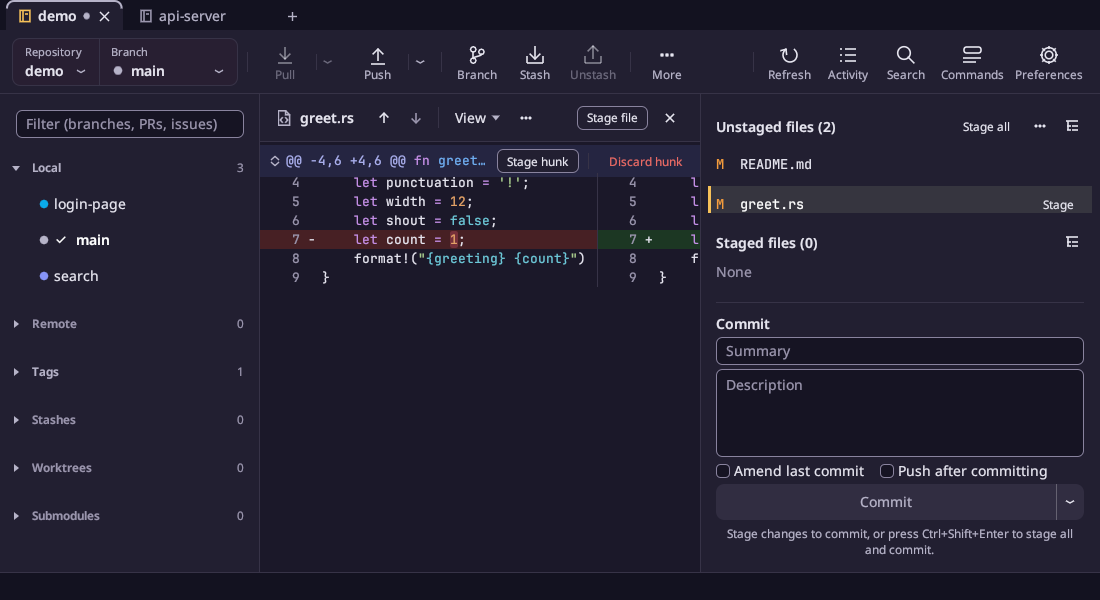 demo
api-server
Repository
demo
Branch
main
Pull
Push
Branch
Stash
Unstash
More
Refresh
Activity
Search
Commands
Preferences
Filter (branches, PRs, issues)
Local 3
login-page
main
search
Remote 0
Tags 1
Stashes 0
Worktrees 0
Submodules 0
greet.rs
View
Stage file
@@ -4,6 +4,6 @@ fn greet…
Stage hunk
Discard hunk
4 let punctuation = '!'; 4 l
5 let width = 12; 5 l
6 let shout = false; 6 l
7 - let count = 1; 7 + l
8 format!("{greeting} {count}") 8 f
9 } 9 }
Unstaged files (2)
Stage all
M README.md
M greet.rs Stage
Staged files (0)
None
Commit
Summary
Description
Amend last commit
Push after committing
Commit
Stage changes to commit, or press Ctrl+Shift+Enter to stage all
and commit.